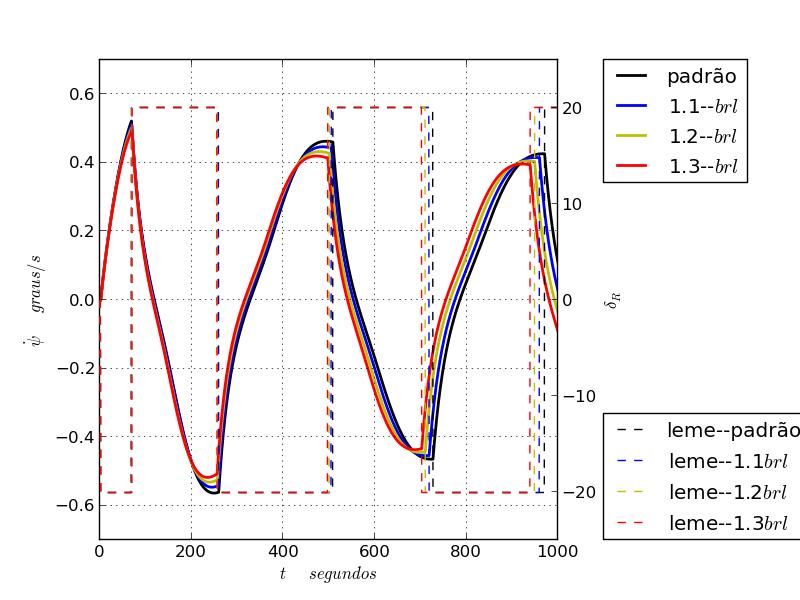 0.6
0.4
0.2
0.0
−0.2
−0.4
−0.6
ψ̇ graus/s
0 200 400 600 800 1000
t segundos
20
10
0
−10
−20
δR
padrão
1.1--brl
1.2--brl
1.3--brl
leme--padrão
leme--1.1brl
leme--1.2brl
leme--1.3brl